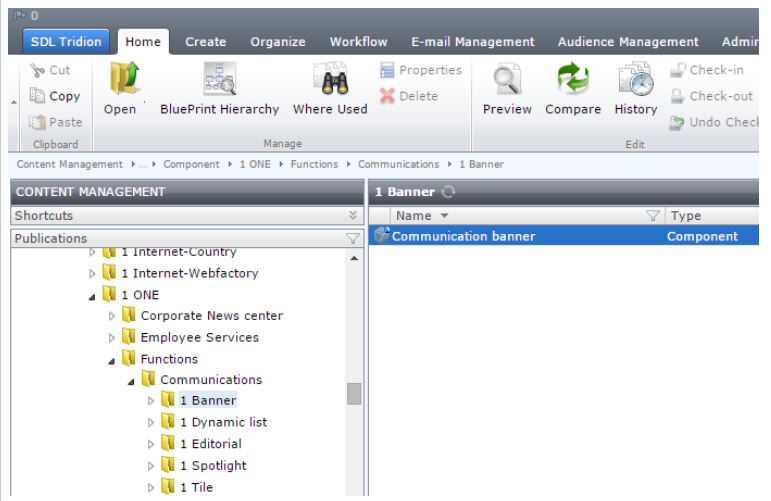 0
SDL Tridion Home Create Organize Workflow E-mail Management Audience Management Admin
Cut
Copy
Paste
Open
BluePrint Hierarchy
Where Used
Properties
Delete
Preview
Compare
History
Check-in
Check-out
Undo Check
Clipboard Manage Edit
Content Management ... Component 1 ONE Functions Communications 1 Banner
CONTENT MANAGEMENT
Shortcuts
Publications
1 Internet-Country
1 Internet-Webfactory
1 ONE
Corporate News center
Employee Services
Functions
Communications
1 Banner
1 Dynamic list
1 Editorial
1 Spotlight
1 Tile
1 Banner
Name Type
Communication banner Component